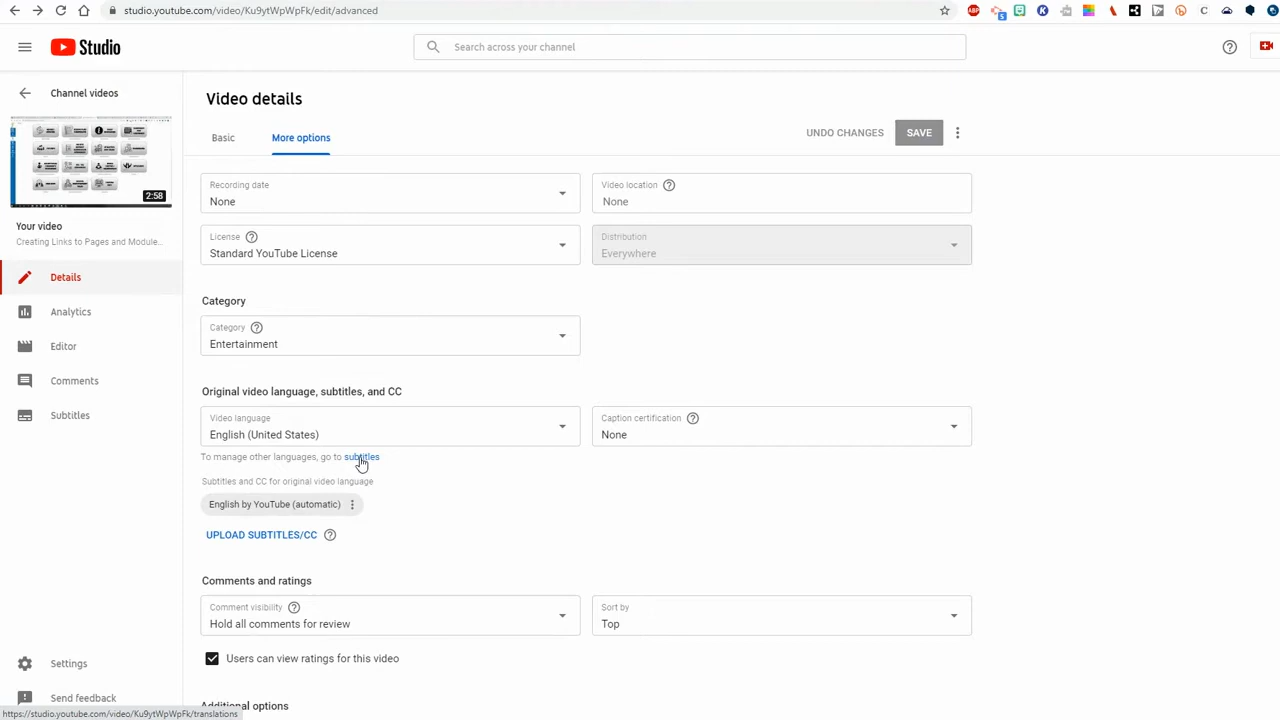 studio.youtube.com/video/Ku9ytWpWpFk/edit/advanced
Studio
Search across your channel
Channel videos
2:58
Your video
Creating Links to Pages and Module...
Details
Analytics
Editor
Comments
Subtitles
Settings
Send feedback
Video details
Basic
More options
UNDO CHANGES
SAVE
Recording date
None
Video location
None
License
Standard YouTube License
Distribution
Everywhere
Category
Category
Entertainment
Original video language, subtitles, and CC
Video language
English (United States)
Caption certification
None
To manage other languages, go to subtitles
Subtitles and CC for original video language
English by YouTube (automatic)
UPLOAD SUBTITLES/CC
Comments and ratings
Comment visibility
Hold all comments for review
Sort by
Top
Users can view ratings for this video
Additional options
https://studio.youtube.com/video/Ku9ytWpWpFk/translations